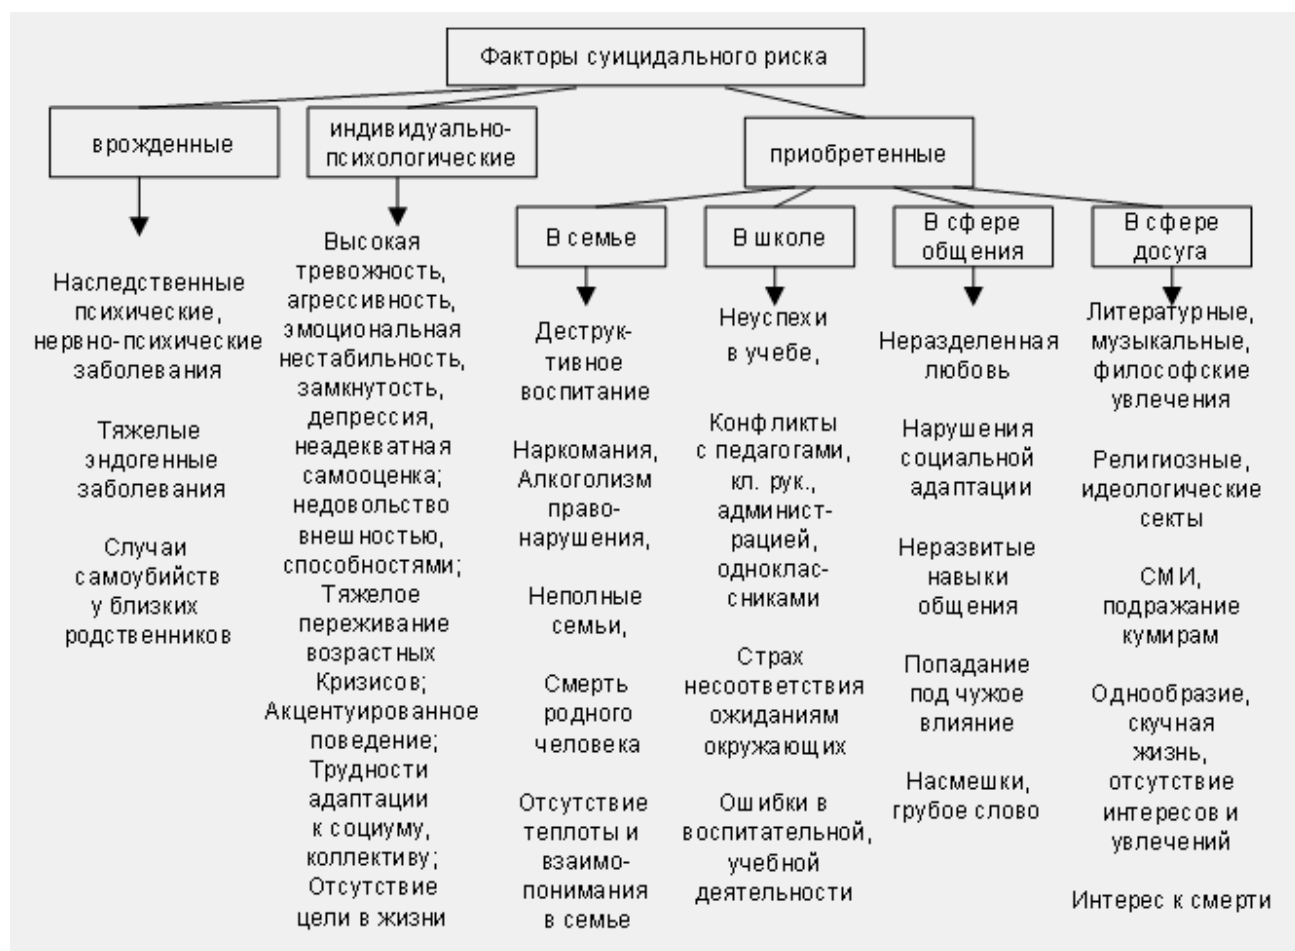 Факторы суицидального риска
врожденные
индивидуально-
психологические
приобретенные
Наследственные
психические,
нервно-психические
заболевания
Тяжелые
эндогенные
заболевания
Случаи
самоубийств
у близких
родственников
Высокая
тревожность,
агрессивность,
эмоциональная
нестабильность,
замкнутость,
депрессия,
неадекватная
самооценка;
недовольство
внешностью,
способностями;
Тяжелое
переживание
возрастных
Кризисов;
Акцентуированное
поведение;
Трудности
адаптации
к социуму,
коллективу;
Отсутствие
цели в жизни
В семье
Деструк-
тивное
воспитание
Наркомания,
Алкоголизм
право-
нарушения,
Неполные
семьи,
Смерть
родного
человека
Отсутствие
теплоты и
взаимо-
понимания
в семье
В школе
Неуспехи
в учебе,
Конфликты
с педагогами,
кл. рук.,
админист-
рацией,
однолас-
сниками
Страх
несоответствия
ожиданиям
окружающих
Ошибки в
воспитательной,
учебной
деятельности
В сфере
общения
Неразделенная
любовь
Нарушения
социальной
адаптации
Неразвитые
навыки
общения
Попадание
под чужое
влияние
Насмешки,
грубое слово
В сфере
досуга
Литературные,
музыкальные,
философские
увлечения
Религиозные,
идеологические
секты
СМИ,
подражание
кумирам
Однообразие,
скучная
жизнь,
отсутствие
интересов и
увлечений
Интерес к смерти